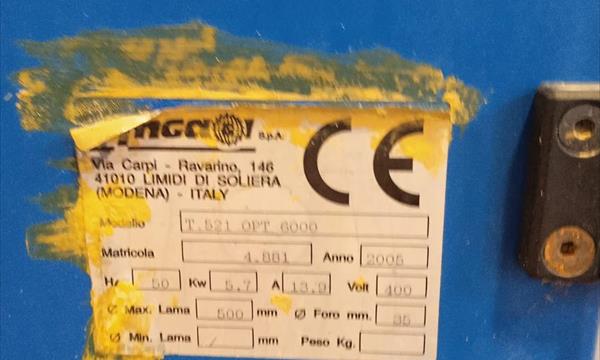 S.p.A.
Via Carpi - Ravarino, 146
41010 LIMIDI DI SOLIERA
(MODENA) - ITALY
CE
Modello T.521 OPT 6000
Matricola 4.881 Anno 2005
Hz 50 Kw 5.7 A 13.9 Volt 400
Ø Max. Lama 500 mm Ø Foro mm. 35
Ø Min. Lama / mm Peso Kg.